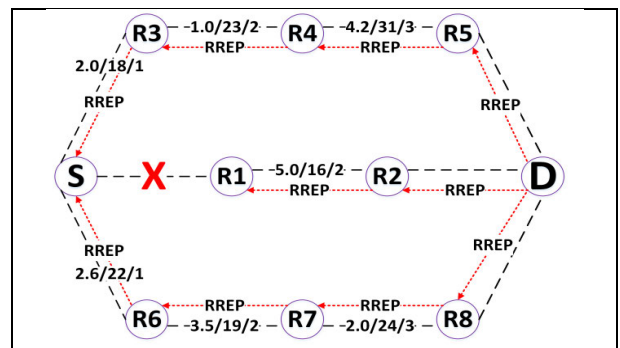 R3 -1.0/23/2- R4 -4.2/31/3- R5
RREP RREP
2.0/18/1
RREP RREP
S X R1 -5.0/16/2- R2 D
RREP RREP
RREP RREP
2.6/22/1
RREP RREP
R6 -3.5/19/2- R7 -2.0/24/3- R8